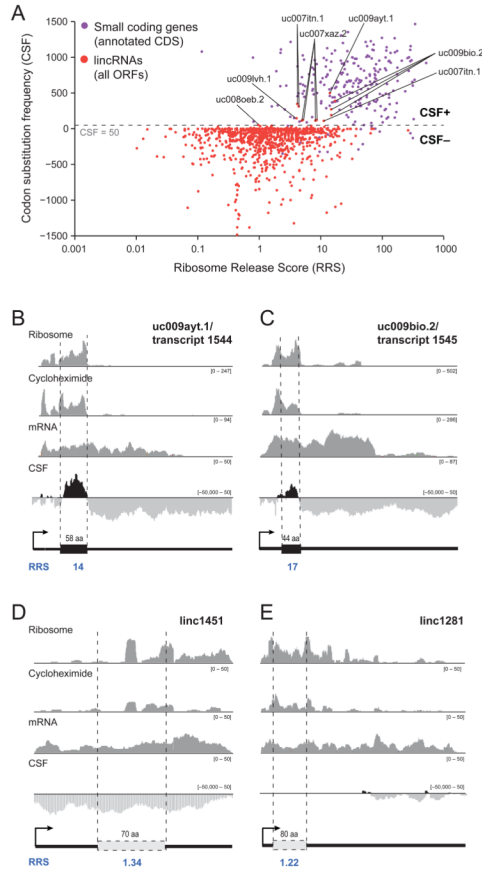 A
Small coding genes
(annotated CDS)
lincRNAs
(all ORFs)
uc007itn.1
uc007xaz.2*
uc009ayt.1
uc009bio.2
uc007itn.1
uc009lvh.1
uc008oeb.2
CSF = 50
CSF+
CSF–
Codon substitution frequency (CSF)
1500
1000
500
0
−500
−1000
−1500
0.001
0.01
0.1
1
10
100
1000
Ribosome Release Score (RRS)
B
uc009ayt.1/
transcript 1544
Ribosome
[0 – 247]
Cycloheximide
[0 – 94]
mRNA
[0 – 50]
CSF
[–50,000 – 50]
58 aa
RRS
14
C
uc009bio.2/
transcript 1545
[0 – 502]
[0 – 288]
[0 – 87]
[–50,000 – 50]
44 aa
17
D
linc1451
Ribosome
[0 – 50]
Cycloheximide
[0 – 50]
mRNA
[0 – 50]
CSF
[–50,000 – 50]
70 aa
RRS
1.34
E
linc1281
[0 – 50]
[0 – 50]
[0 – 50]
[–50,000 – 50]
80 aa
1.22